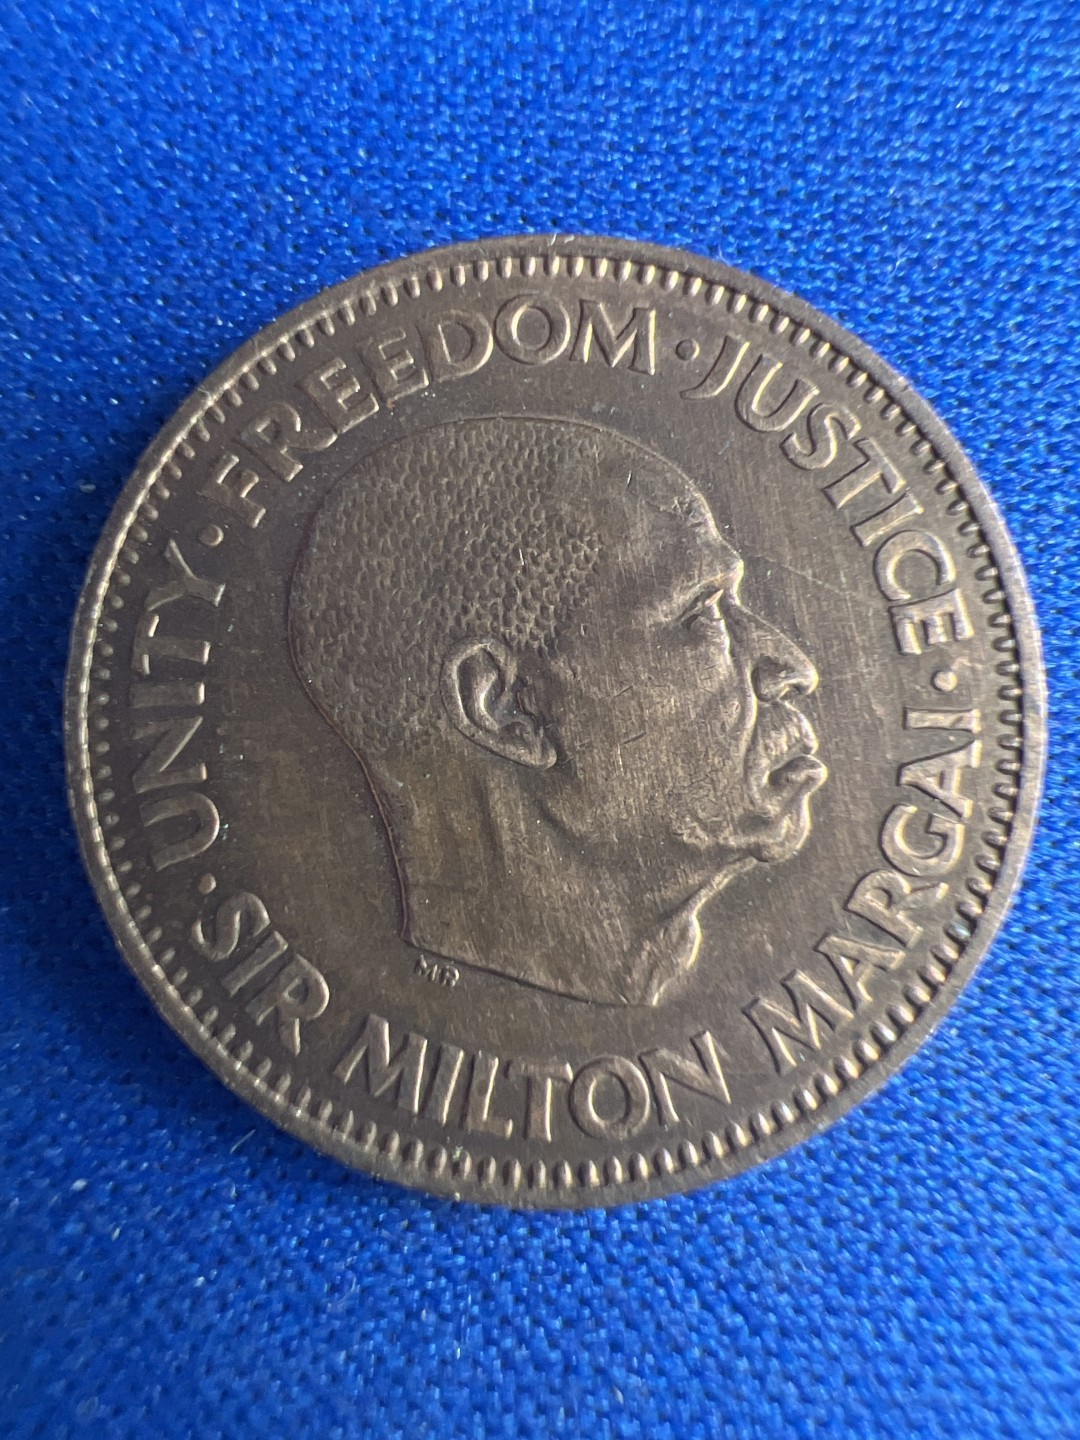 UNITY · FREEDOM · JUSTICE ·
SIR MILTON MARGAI ·
MR